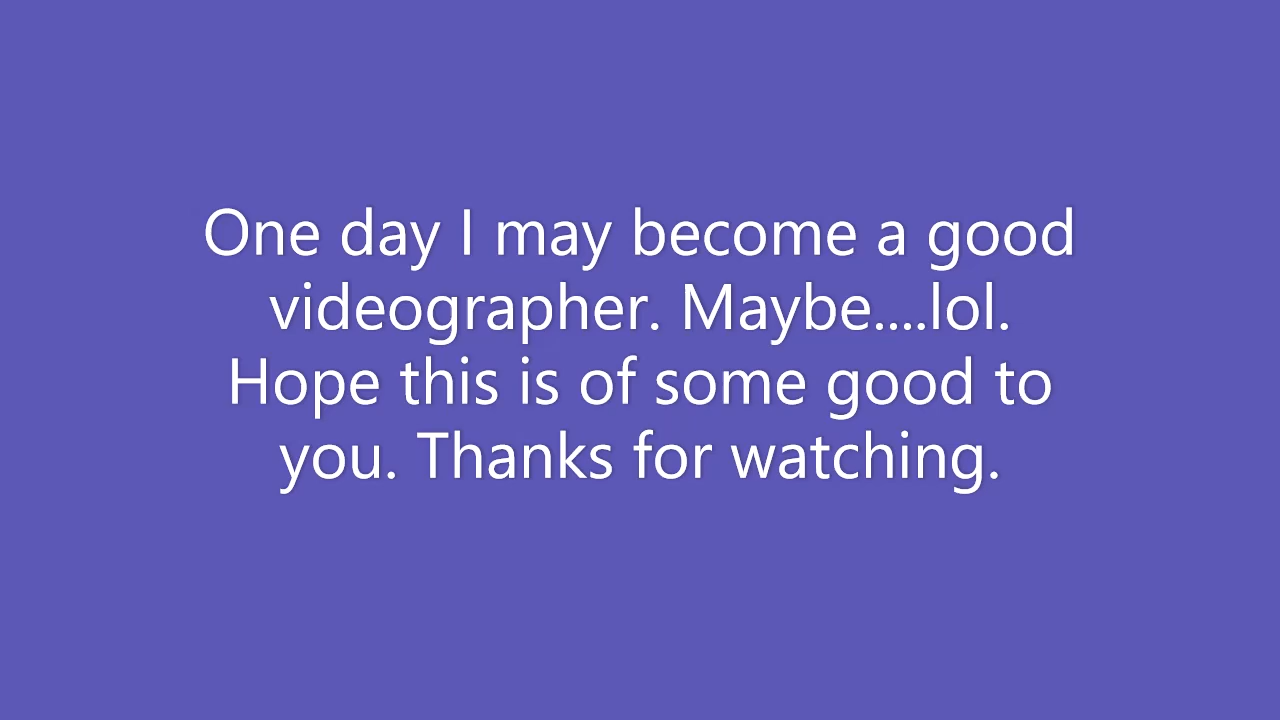 One day I may become a good
videographer. Maybe....lol.
Hope this is of some good to
you. Thanks for watching.